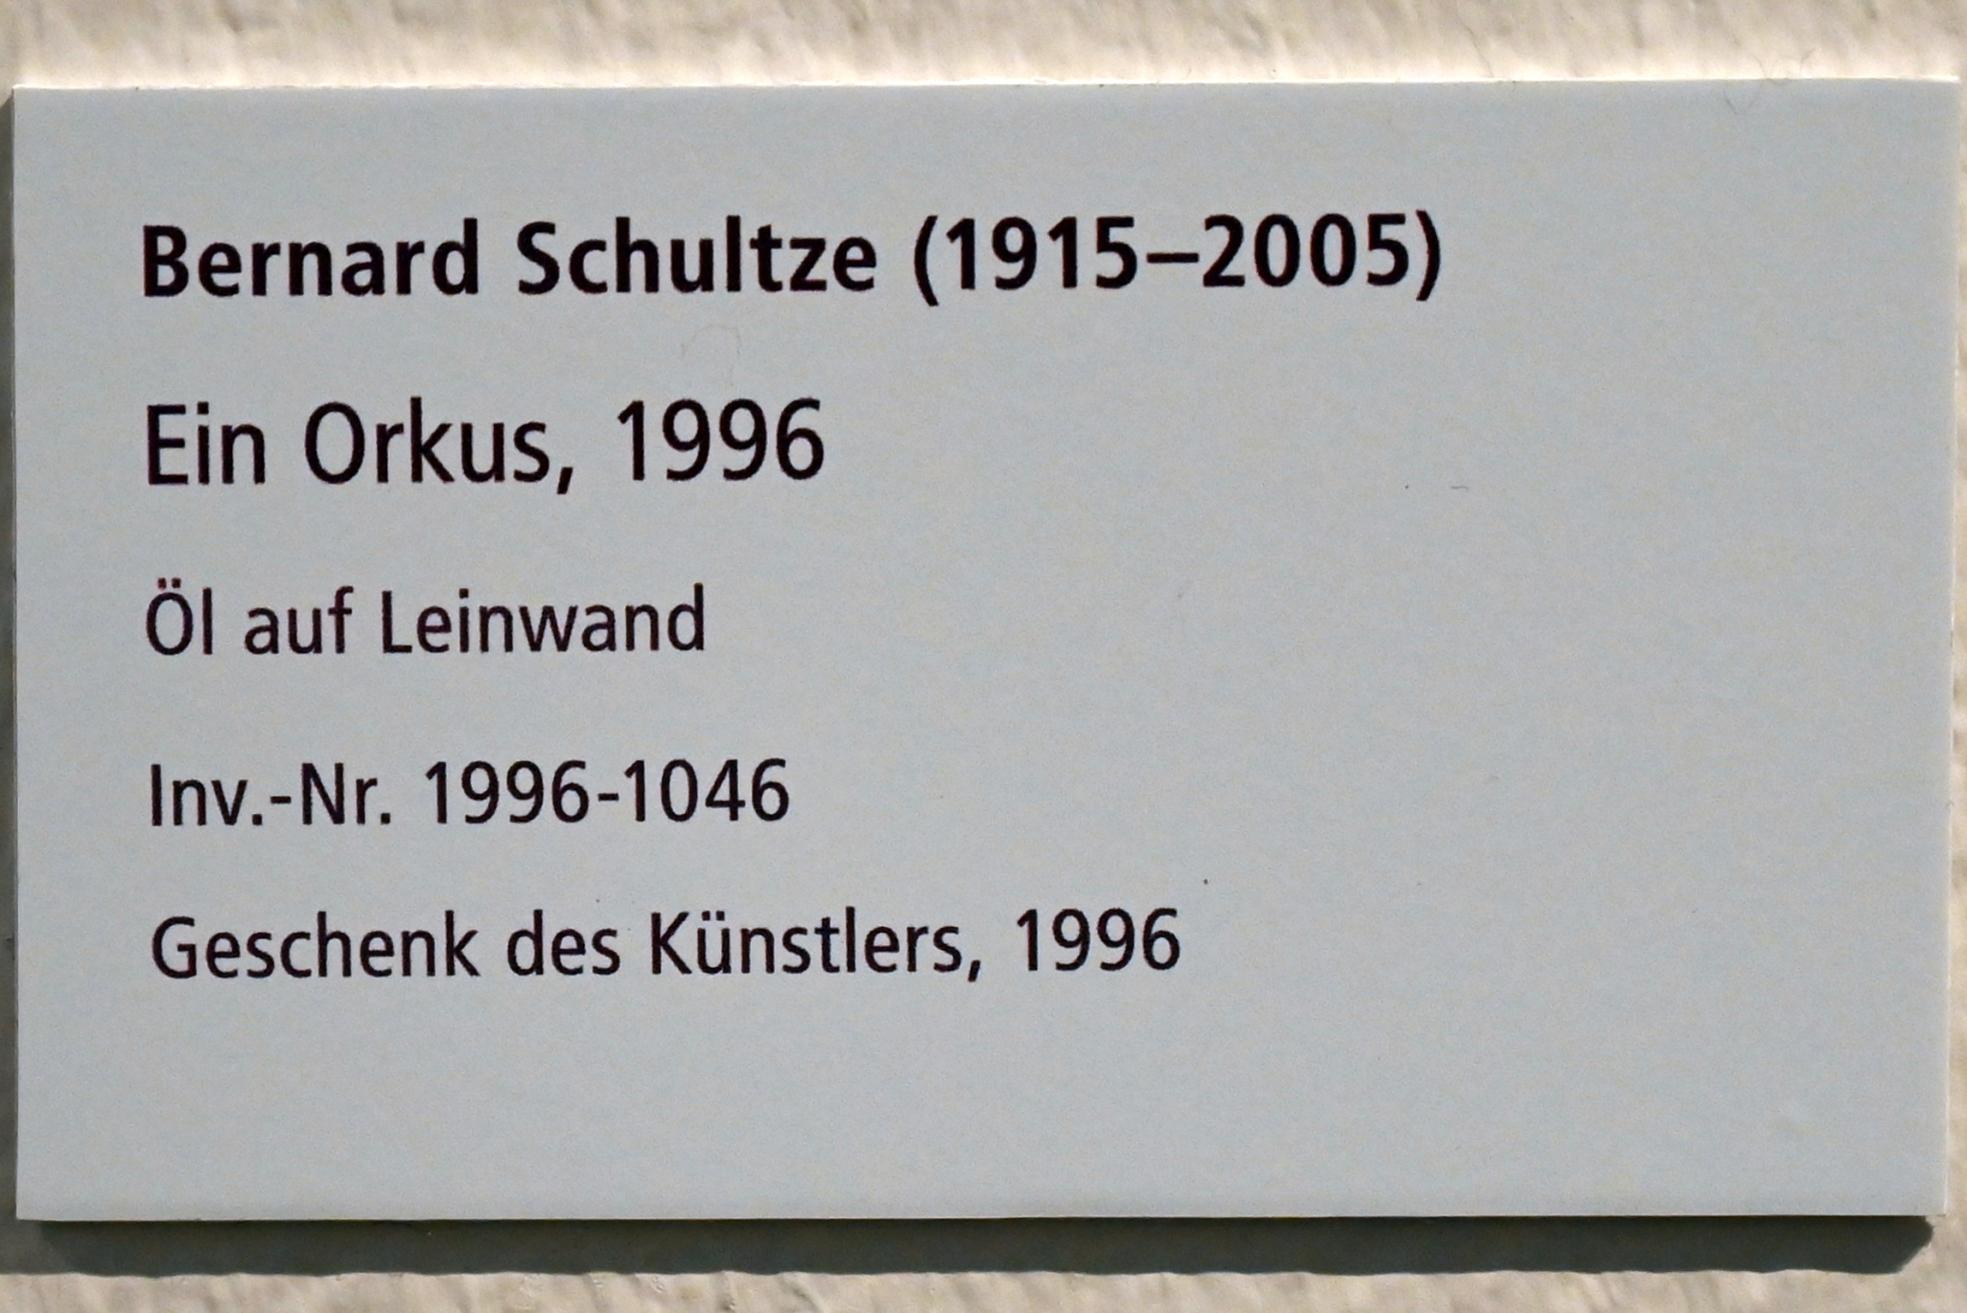 Bernard Schultze (1915–2005)
Ein Orkus, 1996
Öl auf Leinwand
Inv.-Nr. 1996-1046
Geschenk des Künstlers, 1996